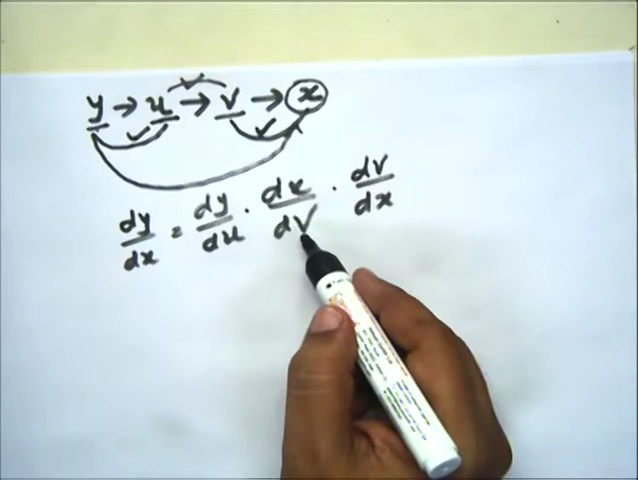 y → u → v → x
dy/dx = dy/du · du/dv · dv/dx